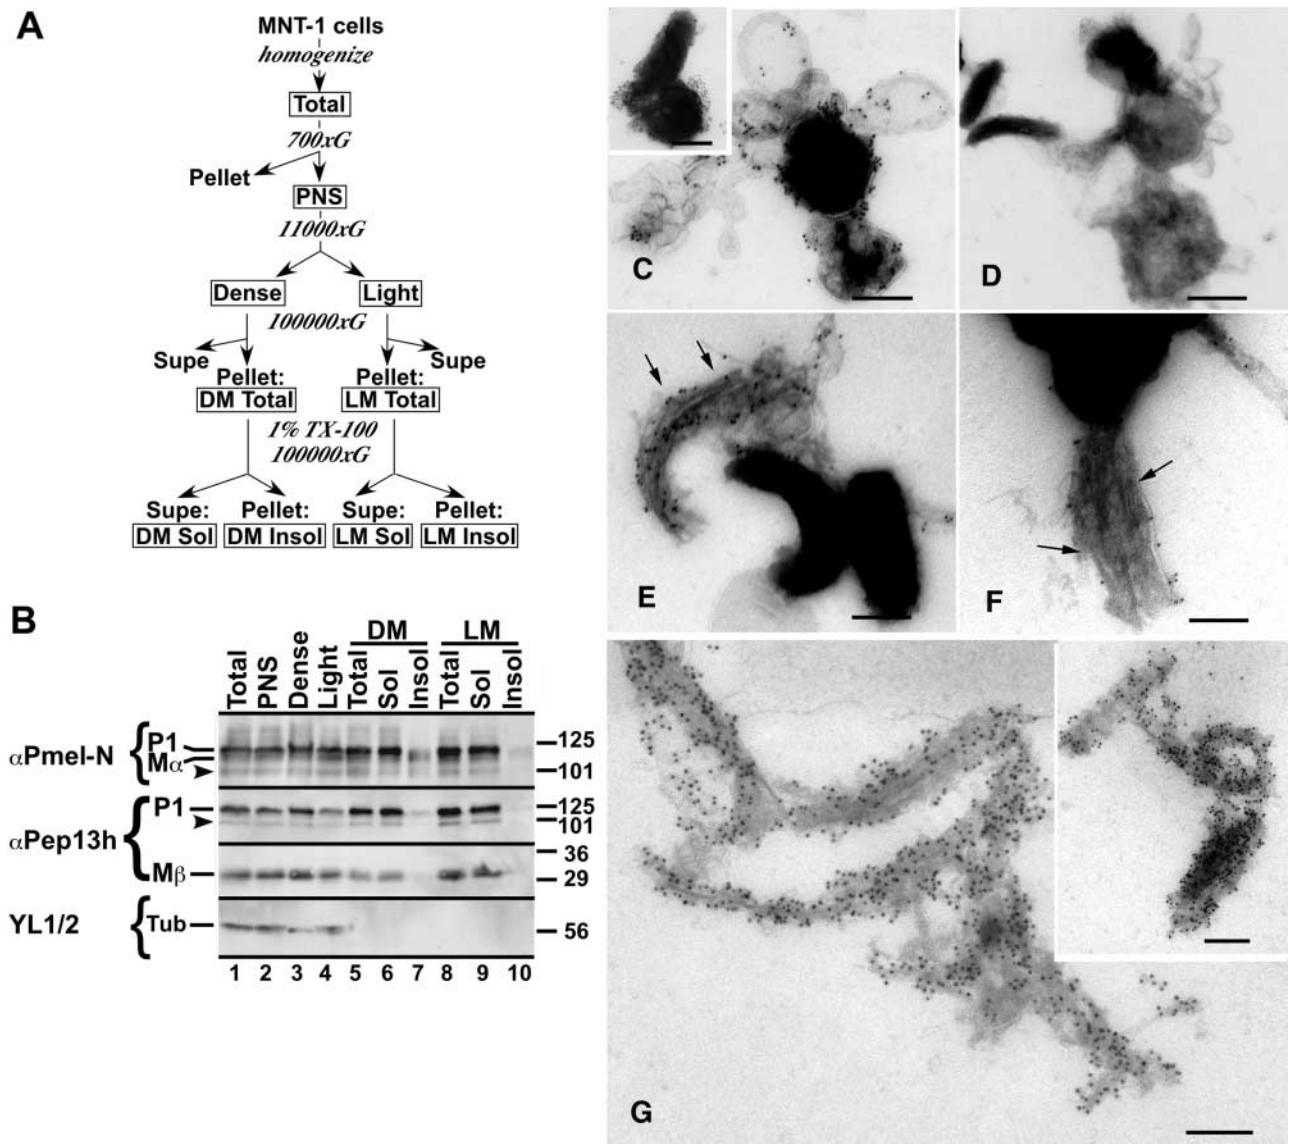 A
MNT-1 cells
homogenize
Total
700xG
Pellet
PNS
11000xG
Dense Light
100000xG
Supe Supe
Pellet: Pellet:
DM Total LM Total
1% TX-100
100000xG
Supe: Pellet: Supe: Pellet:
DM Sol DM Insol LM Sol LM Insol
B
DM LM
Total PNS Dense Light Total Sol Insol Total Sol Insol
αPmel-N { P1 125
Mα 101
αPep13h { P1 125
101
36
Mβ 29
YL1/2 { Tub 56
1 2 3 4 5 6 7 8 9 10
C
D
E
F
G